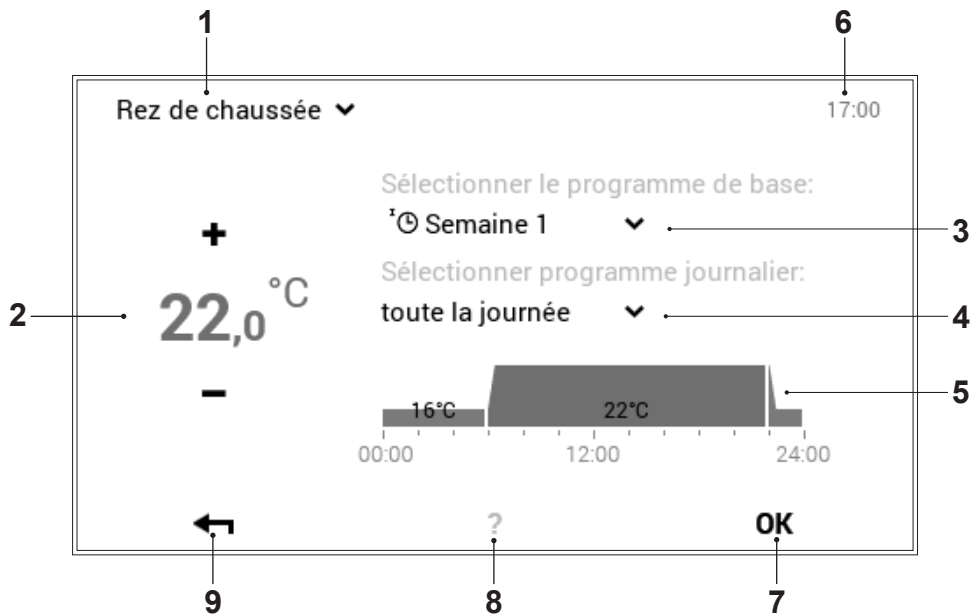 1 6
Rez de chaussée 17:00
Sélectionner le programme de base:
Semaine 1 3
+
Sélectionner programme journalier:
2 22,0 °C
toute la journée 4
–
16°C 22°C 5
00:00 12:00 24:00
? OK
9 8 7